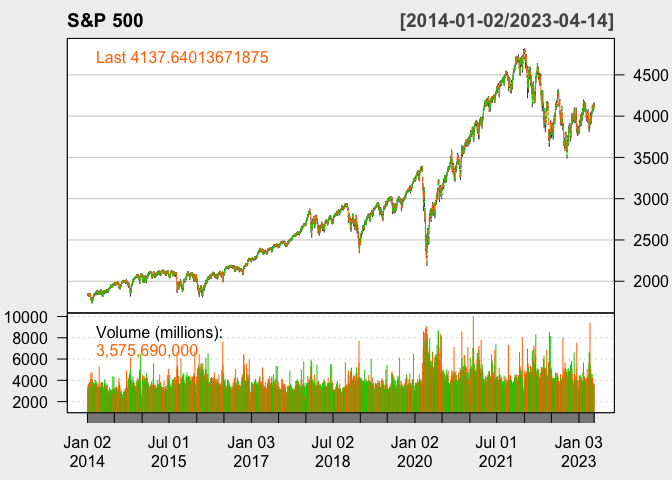 S&P 500 [2014-01-02/2023-04-14]
Last 4137.64013671875
4500
4000
3500
3000
2500
2000
10000
8000
6000
4000
2000
Volume (millions):
3,575,690,000
Jan 02 2014
Jul 01 2015
Jan 03 2017
Jul 02 2018
Jan 02 2020
Jul 01 2021
Jan 03 2023